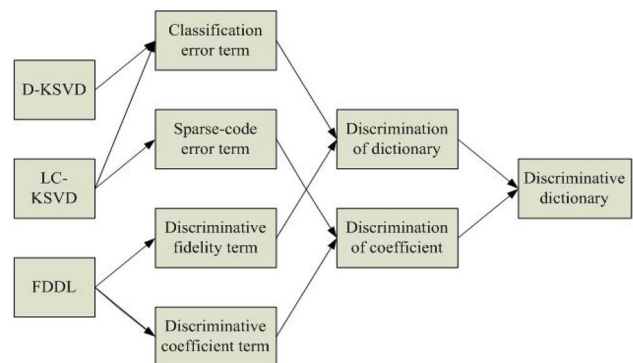 D-KSVD
LC-
KSVD
FDDL
Classification
error term
Sparse-code
error term
Discriminative
fidelity term
Discriminative
coefficient term
Discrimination
of dictionary
Discrimination
of coefficient
Discriminative
dictionary